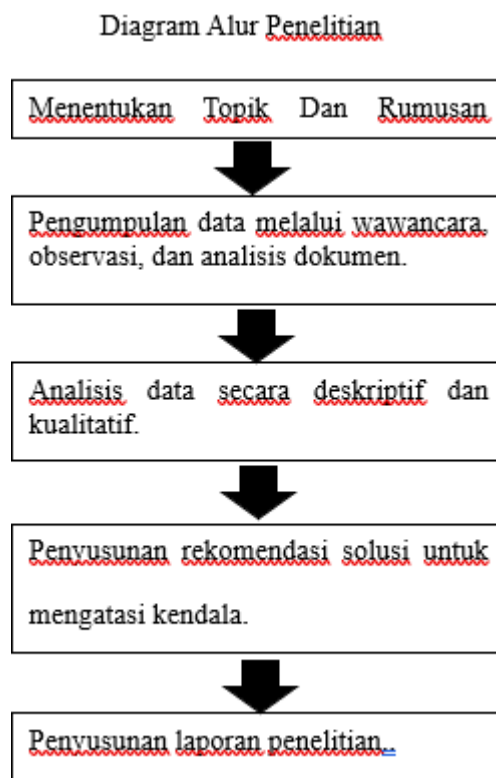 Diagram Alur Penelitian
Menentukan Topik Dan Rumusan
Pengumpulan data melalui wawancara,
observasi, dan analisis dokumen.
Analisis data secara deskriptif dan
kualitatif.
Penyusunan rekomendasi solusi untuk
mengatasi kendala.
Penyusunan laporan penelitian..